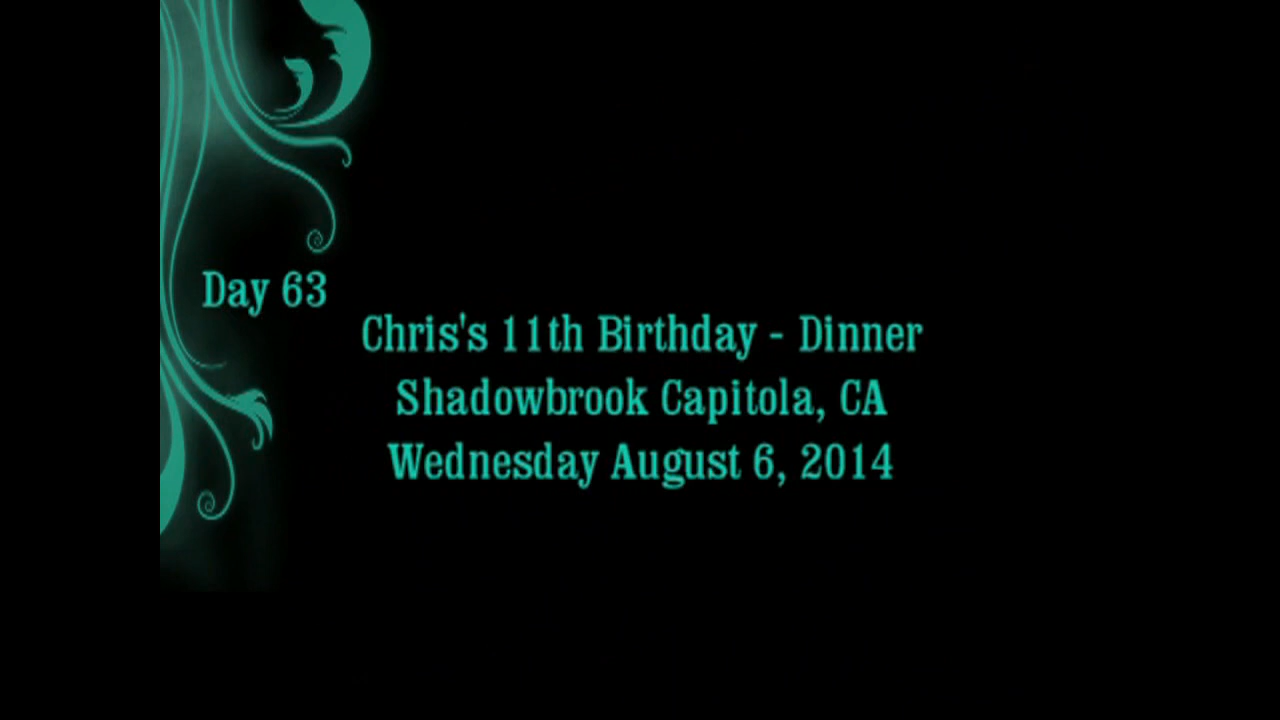 Day 63
Chris's 11th Birthday - Dinner
Shadowbrook Capitola, CA
Wednesday August 6, 2014